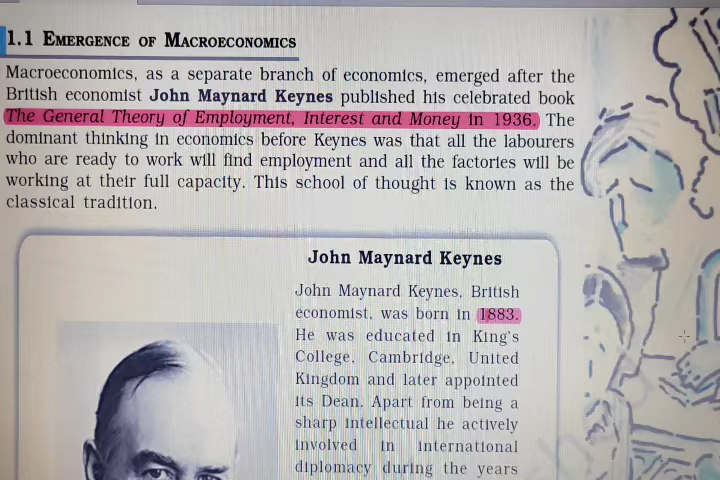 1.1 EMERGENCE OF MACROECONOMICS
Macroeconomics, as a separate branch of economics, emerged after the
British economist John Maynard Keynes published his celebrated book
The General Theory of Employment, Interest and Money in 1936. The
dominant thinking in economics before Keynes was that all the labourers
who are ready to work will find employment and all the factories will be
working at their full capacity. This school of thought is known as the
classical tradition.
John Maynard Keynes
John Maynard Keynes, British
economist, was born in 1883.
He was educated in King's
College, Cambridge, United
Kingdom and later appointed
its Dean. Apart from being a
sharp intellectual he actively
involved in international
diplomacy during the years